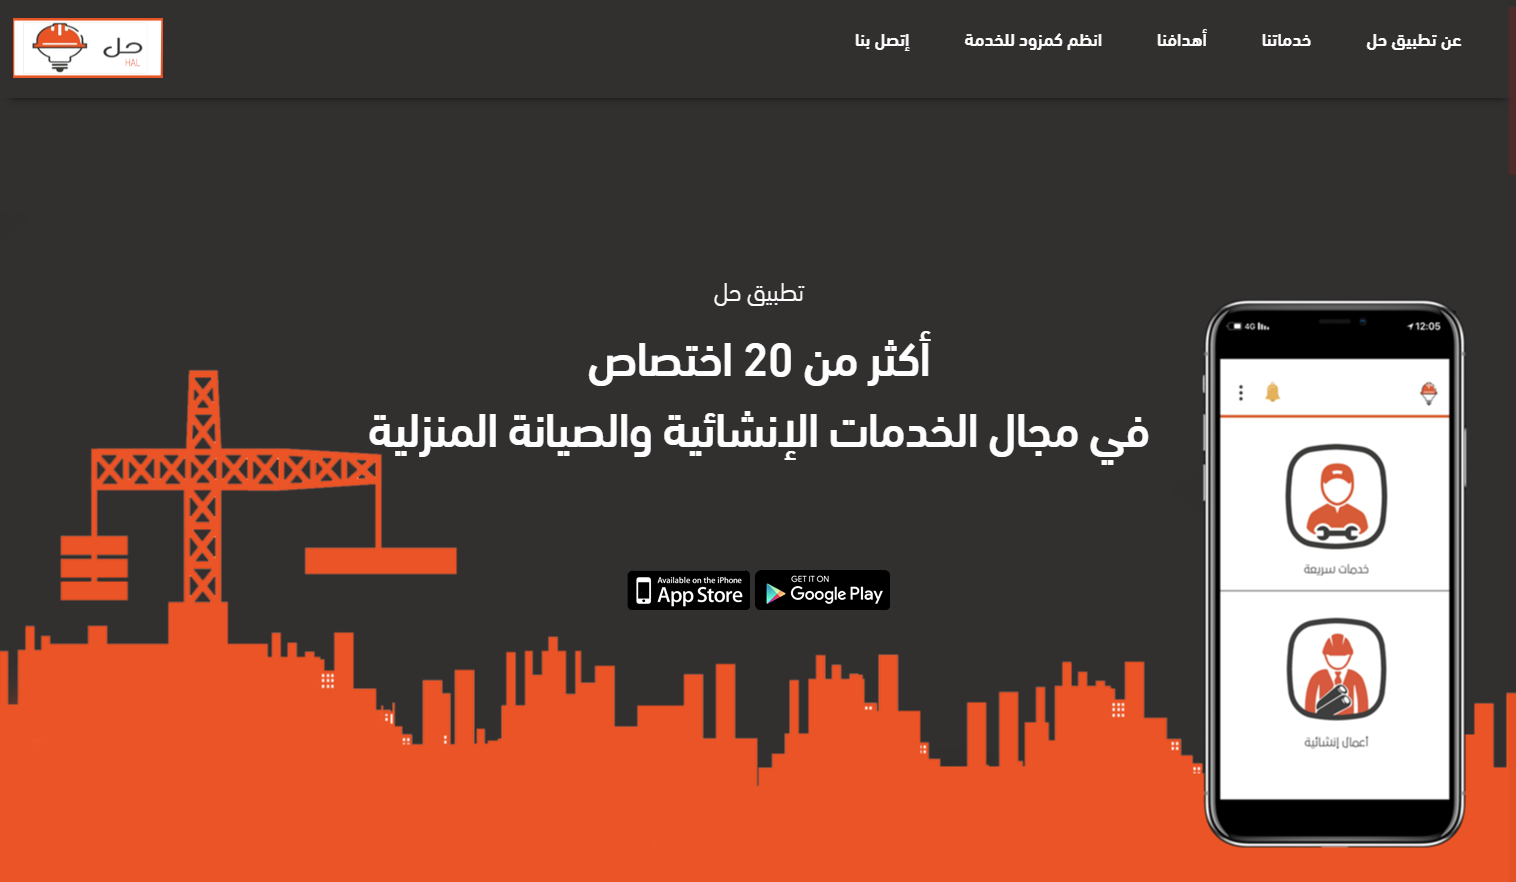 عن تطبيق حل
خدماتنا
أهدافنا
انظم كمزود للخدمة
إتصل بنا
حل
HAL
تطبيق حل
أكثر من 20 اختصاص
في مجال الخدمات الإنشائية والصيانة المنزلية
Available on the iPhone
App Store
GET IT ON
Google Play
4G
12:05
خدمات سريعة
أعمال إنشائية